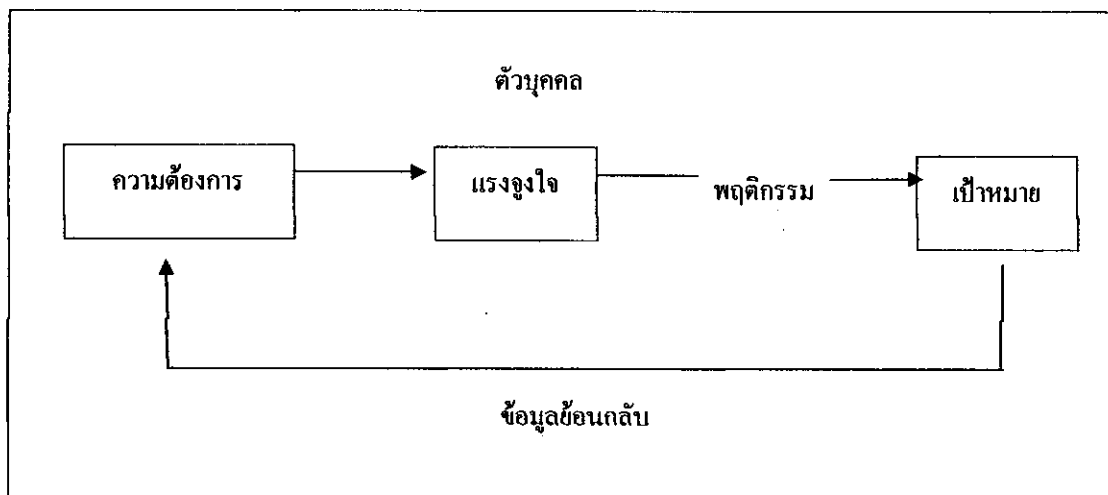 ตัวบุคคล
ความต้องการ
แรงจูงใจ
พฤติกรรม
เป้าหมาย
ข้อมูลย้อนกลับ